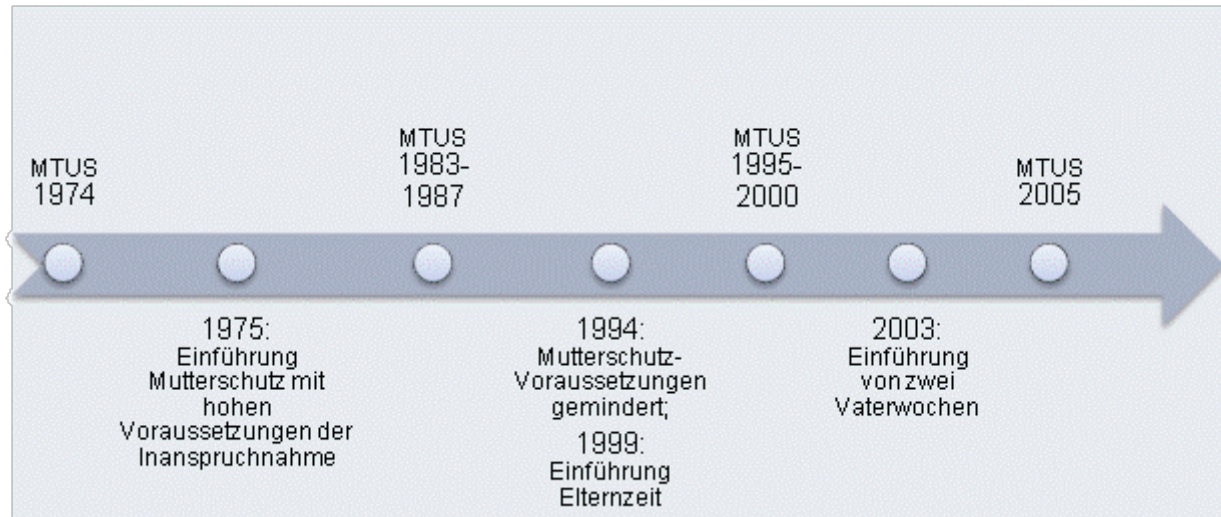 MTUS
1974
MTUS
1983-
1987
MTUS
1995-
2000
MTUS
2005
1975:
Einführung
Mutterschutz mit
hohen
Voraussetzungen der
Inanspruchnahme
1994:
Mutterschutz-
Voraussetzungen
gemindert;
1999:
Einführung
Elternzeit
2003:
Einführung
von zwei
Vaterwochen